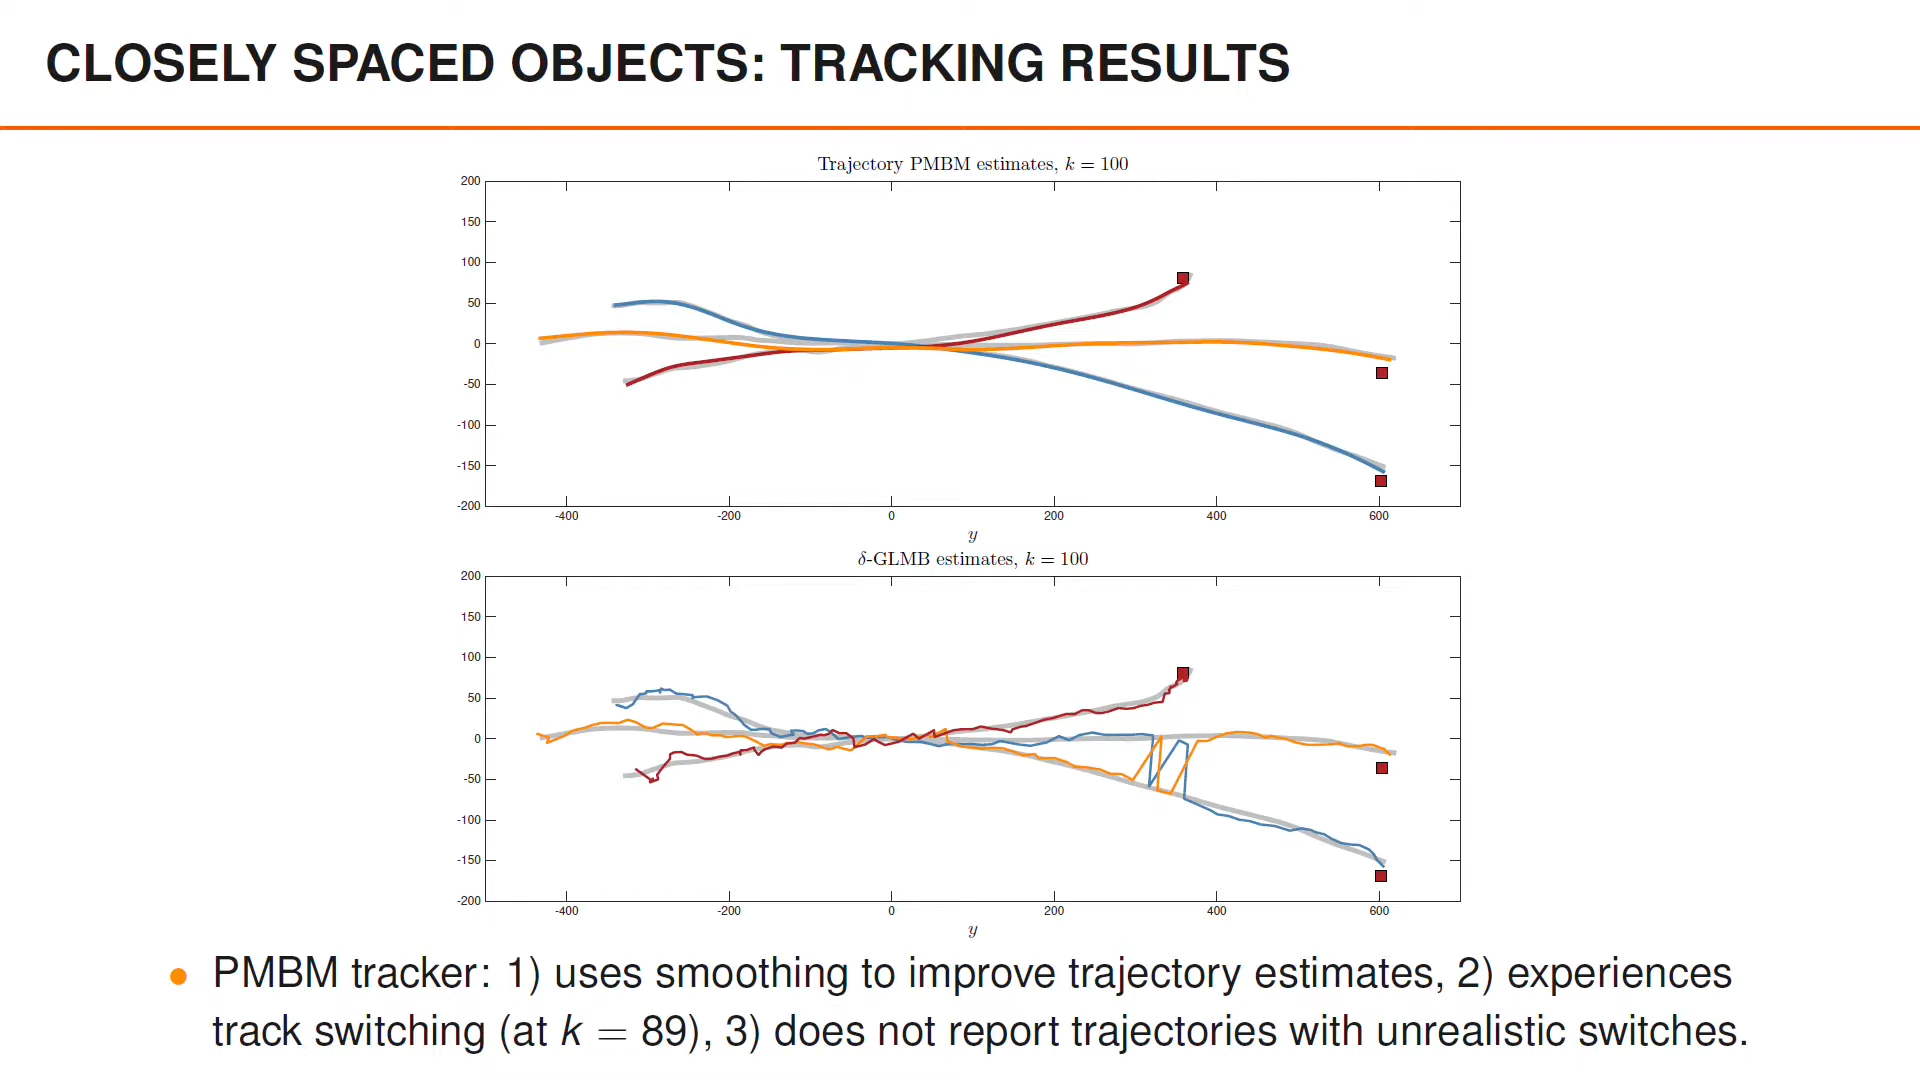 CLOSELY SPACED OBJECTS: TRACKING RESULTS
Trajectory PMBM estimates, k = 100
200
150
100
50
0
-50
-100
-150
-200
-400 -200 0 200 400 600
y
δ-GLMB estimates, k = 100
200
150
100
50
0
-50
-100
-150
-200
-400 -200 0 200 400 600
y
PMBM tracker: 1) uses smoothing to improve trajectory estimates, 2) experiences
track switching (at k = 89), 3) does not report trajectories with unrealistic switches.